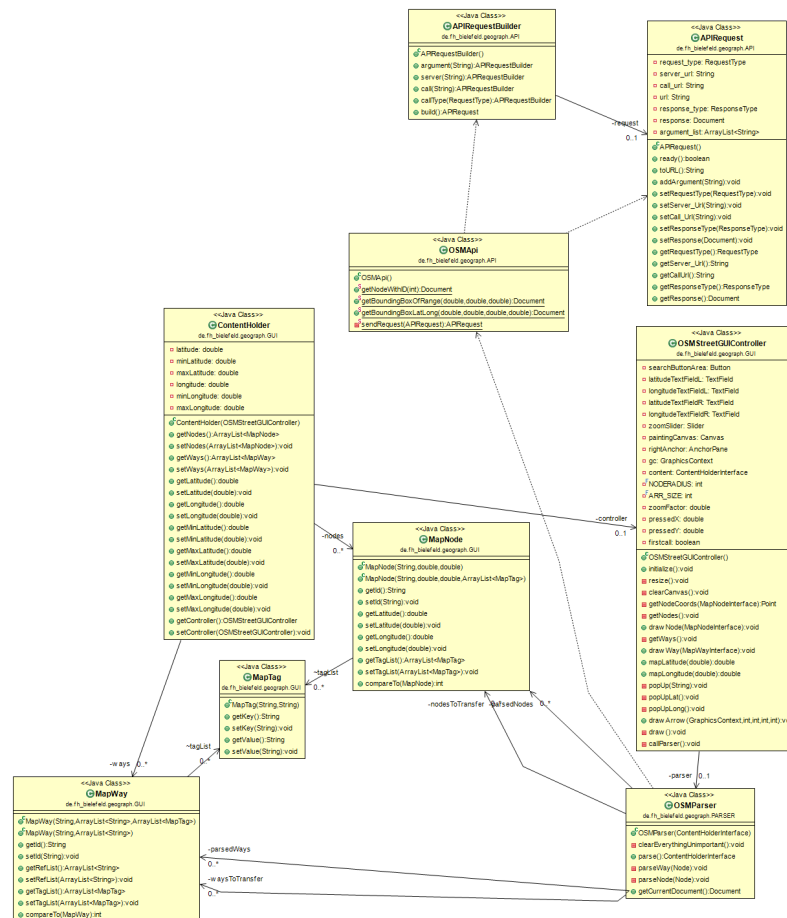 <<Java Class>>
APIRequestBuilder
de.fh_bielefeld.geograph.API
APIRequestBuilder()
argument(String):APIRequestBuilder
server(String):APIRequestBuilder
call(String):APIRequestBuilder
callType(RequestType):APIRequestBuilder
build():APIRequest
<<Java Class>>
APIRequest
de.fh_bielefeld.geograph.API
request_type: RequestType
server_url: String
call_url: String
url: String
response_type: ResponseType
response: Document
argument_list: ArrayList<String>
APIRequest()
ready():boolean
toURL():String
addArgument(String):void
setRequestType(RequestType):void
setServer_Url(String):void
setCall_Url(String):void
setResponseType(ResponseType):void
setResponse(Document):void
getRequestType():RequestType
getServer_Url():String
getCallUrl():String
getResponseType():ResponseType
getResponse():Document
-request
0..1
<<Java Class>>
OSMApi
de.fh_bielefeld.geograph.API
OSMApi()
getNodeWithID(int):Document
getBoundingBoxOfRange(double,double,double):Document
getBoundingBoxLatLong(double,double,double,double):Document
sendRequest(APIRequest):APIRequest
<<Java Class>>
ContentHolder
de.fh_bielefeld.geograph.GUI
latitude: double
minLatitude: double
maxLatitude: double
longitude: double
minLongitude: double
maxLongitude: double
ContentHolder(OSMStreetGUIController)
getNodes():ArrayList<MapNode>
setNodes(ArrayList<MapNode>):void
getWays():ArrayList<MapWay>
setWays(ArrayList<MapWay>):void
getLatitude():double
setLatitude(double):void
getLongitude():double
setLongitude(double):void
getMinLatitude():double
setMinLatitude(double):void
getMaxLatitude():double
setMaxLatitude(double):void
getMinLongitude():double
setMinLongitude(double):void
getMaxLongitude():double
setMaxLongitude(double):void
getController():OSMStreetGUIController
setController(OSMStreetGUIController):void
<<Java Class>>
OSMStreetGUIController
de.fh_bielefeld.geograph.GUI
searchButtonArea: Button
latitudeTextFieldL: TextField
longitudeTextFieldL: TextField
latitudeTextFieldR: TextField
longitudeTextFieldR: TextField
zoomSlider: Slider
paintingCanvas: Canvas
rightAnchor: AnchorPane
gc: GraphicsContext
content: ContentHolderInterface
NODERADIUS: int
ARR_SIZE: int
zoomFactor: double
pressedX: double
pressedY: double
firstcall: boolean
OSMStreetGUIController()
initialize():void
resize():void
clearCanvas():void
getNodeCoords(MapNodeInterface):Point
getNodes():void
drawNode(MapNodeInterface):void
getWays():void
drawWay(MapWayInterface):void
mapLatitude(double):double
mapLongitude(double):double
popUp(String):void
popUpLat():void
popUpLong():void
drawArrow(GraphicsContext,int,int,int,int):v
draw():void
callParser():void
-controller
0..1
-nodes
0..*
<<Java Class>>
MapNode
de.fh_bielefeld.geograph.GUI
MapNode(String,double,double)
MapNode(String,double,double,ArrayList<MapTag>)
getId():String
setId(String):void
getLatitude():double
setLatitude(double):void
getLongitude():double
setLongitude(double):void
getTagList():ArrayList<MapTag>
setTagList(ArrayList<MapTag>):void
compareTo(MapNode):int
<<Java Class>>
MapTag
de.fh_bielefeld.geograph.GUI
MapTag(String,String)
getKey():String
setKey(String):void
getValue():String
setValue(String):void
~tagList
0..*
~tagList
0..*
-nodesToTransfer
0..*
-parsedNodes
0..*
-ways
0..*
<<Java Class>>
MapWay
de.fh_bielefeld.geograph.GUI
MapWay(String,ArrayList<String>,ArrayList<MapTag>)
MapWay(String,ArrayList<String>)
getId():String
setId(String):void
getRefList():ArrayList<String>
setRefList(ArrayList<String>):void
getTagList():ArrayList<MapTag>
setTagList(ArrayList<MapTag>):void
compareTo(MapWay):int
-parser
0..1
<<Java Class>>
OSMParser
de.fh_bielefeld.geograph.PARSER
OSMParser(ContentHolderInterface)
clearEverythingUnimportant():void
parse():ContentHolderInterface
parseWay(Node):void
parseNode(Node):void
getCurrentDocument():Document
-parsedWays
0..*
-waysToTransfer
0..*